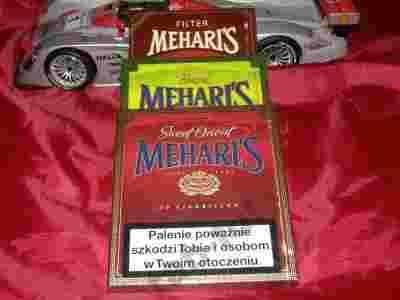 FILTER
MEHARI'S
MEHARI'S
Sweet Orient
MEHARI'S
20 CIGARILLOS
Palenie poważnie
szkodzi Tobie i osobom
w Twoim otoczeniu.